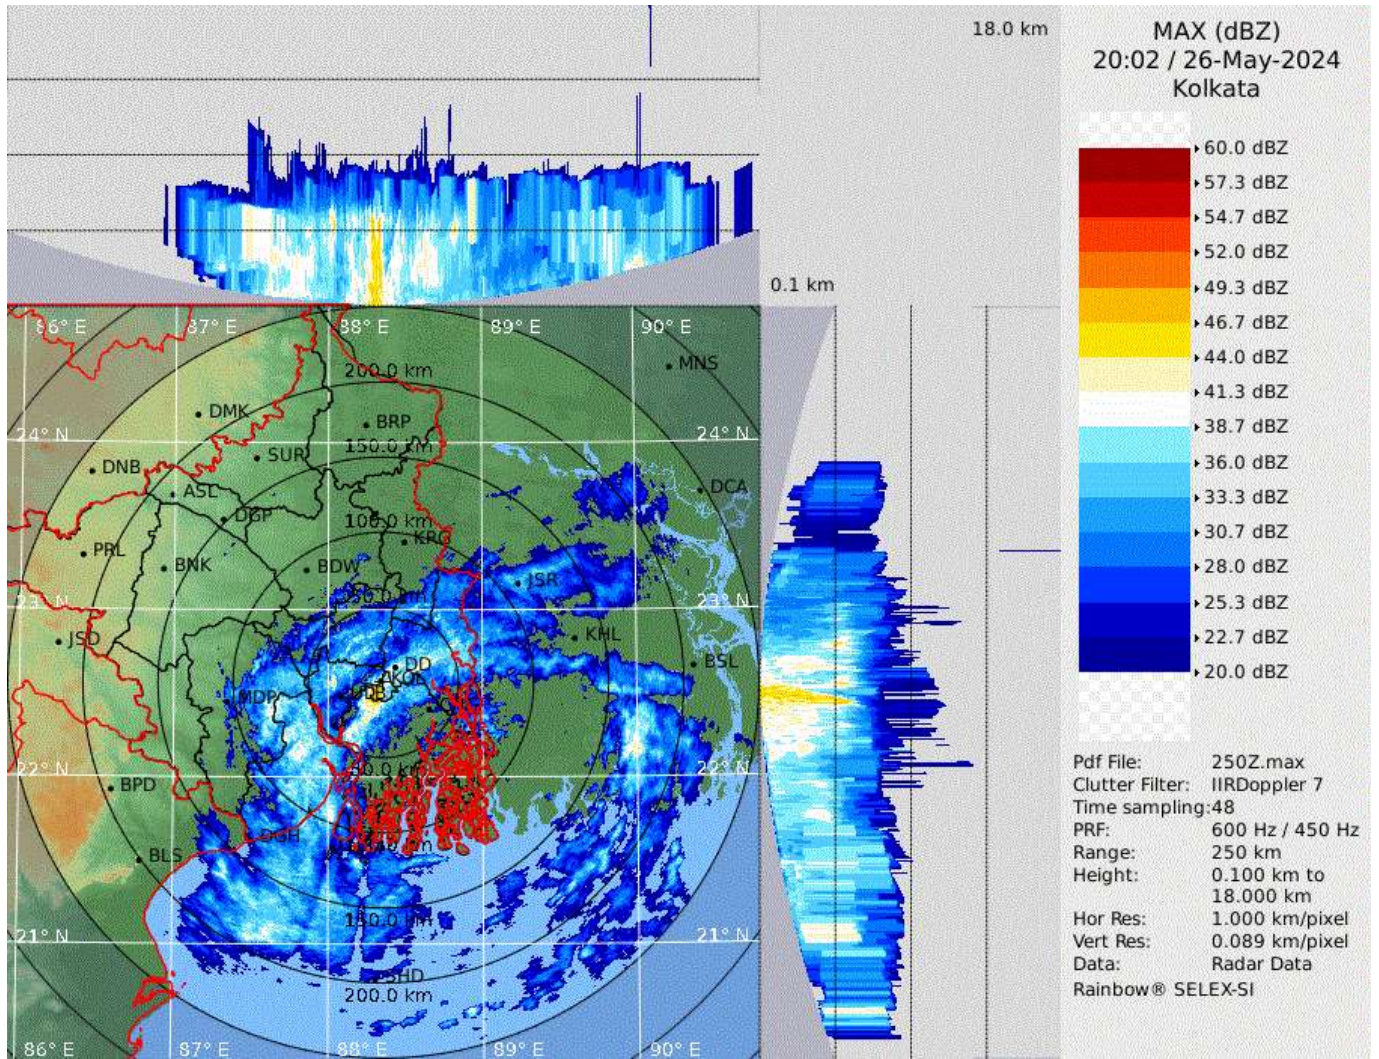 18.0 km
MAX (dBZ)
20:02 / 26-May-2024
Kolkata
60.0 dBZ
57.3 dBZ
54.7 dBZ
52.0 dBZ
49.3 dBZ
46.7 dBZ
44.0 dBZ
41.3 dBZ
38.7 dBZ
36.0 dBZ
33.3 dBZ
30.7 dBZ
28.0 dBZ
25.3 dBZ
22.7 dBZ
20.0 dBZ
0.1 km
86° E 87° E 88° E 89° E 90° E
MNS
200.0 km
DMK
BRP
24° N 24° N
150.0 km
SUR
DNB
ASL
DCA
DGP
100.0 km
KRG
PRL
BNK
BDW
JSR
23° N 23° N
JSD
KHL
DD
BSL
KOL
MDP
22° N 22° N
BPD
DGH
BLS
150.0 km
21° N 21° N
SHD
200.0 km
86° E 87° E 88° E 89° E 90° E
Pdf File: 250Z.max
Clutter Filter: IIRDoppler 7
Time sampling:48
PRF: 600 Hz / 450 Hz
Range: 250 km
Height: 0.100 km to
18.000 km
Hor Res: 1.000 km/pixel
Vert Res: 0.089 km/pixel
Data: Radar Data
Rainbow® SELEX-SI